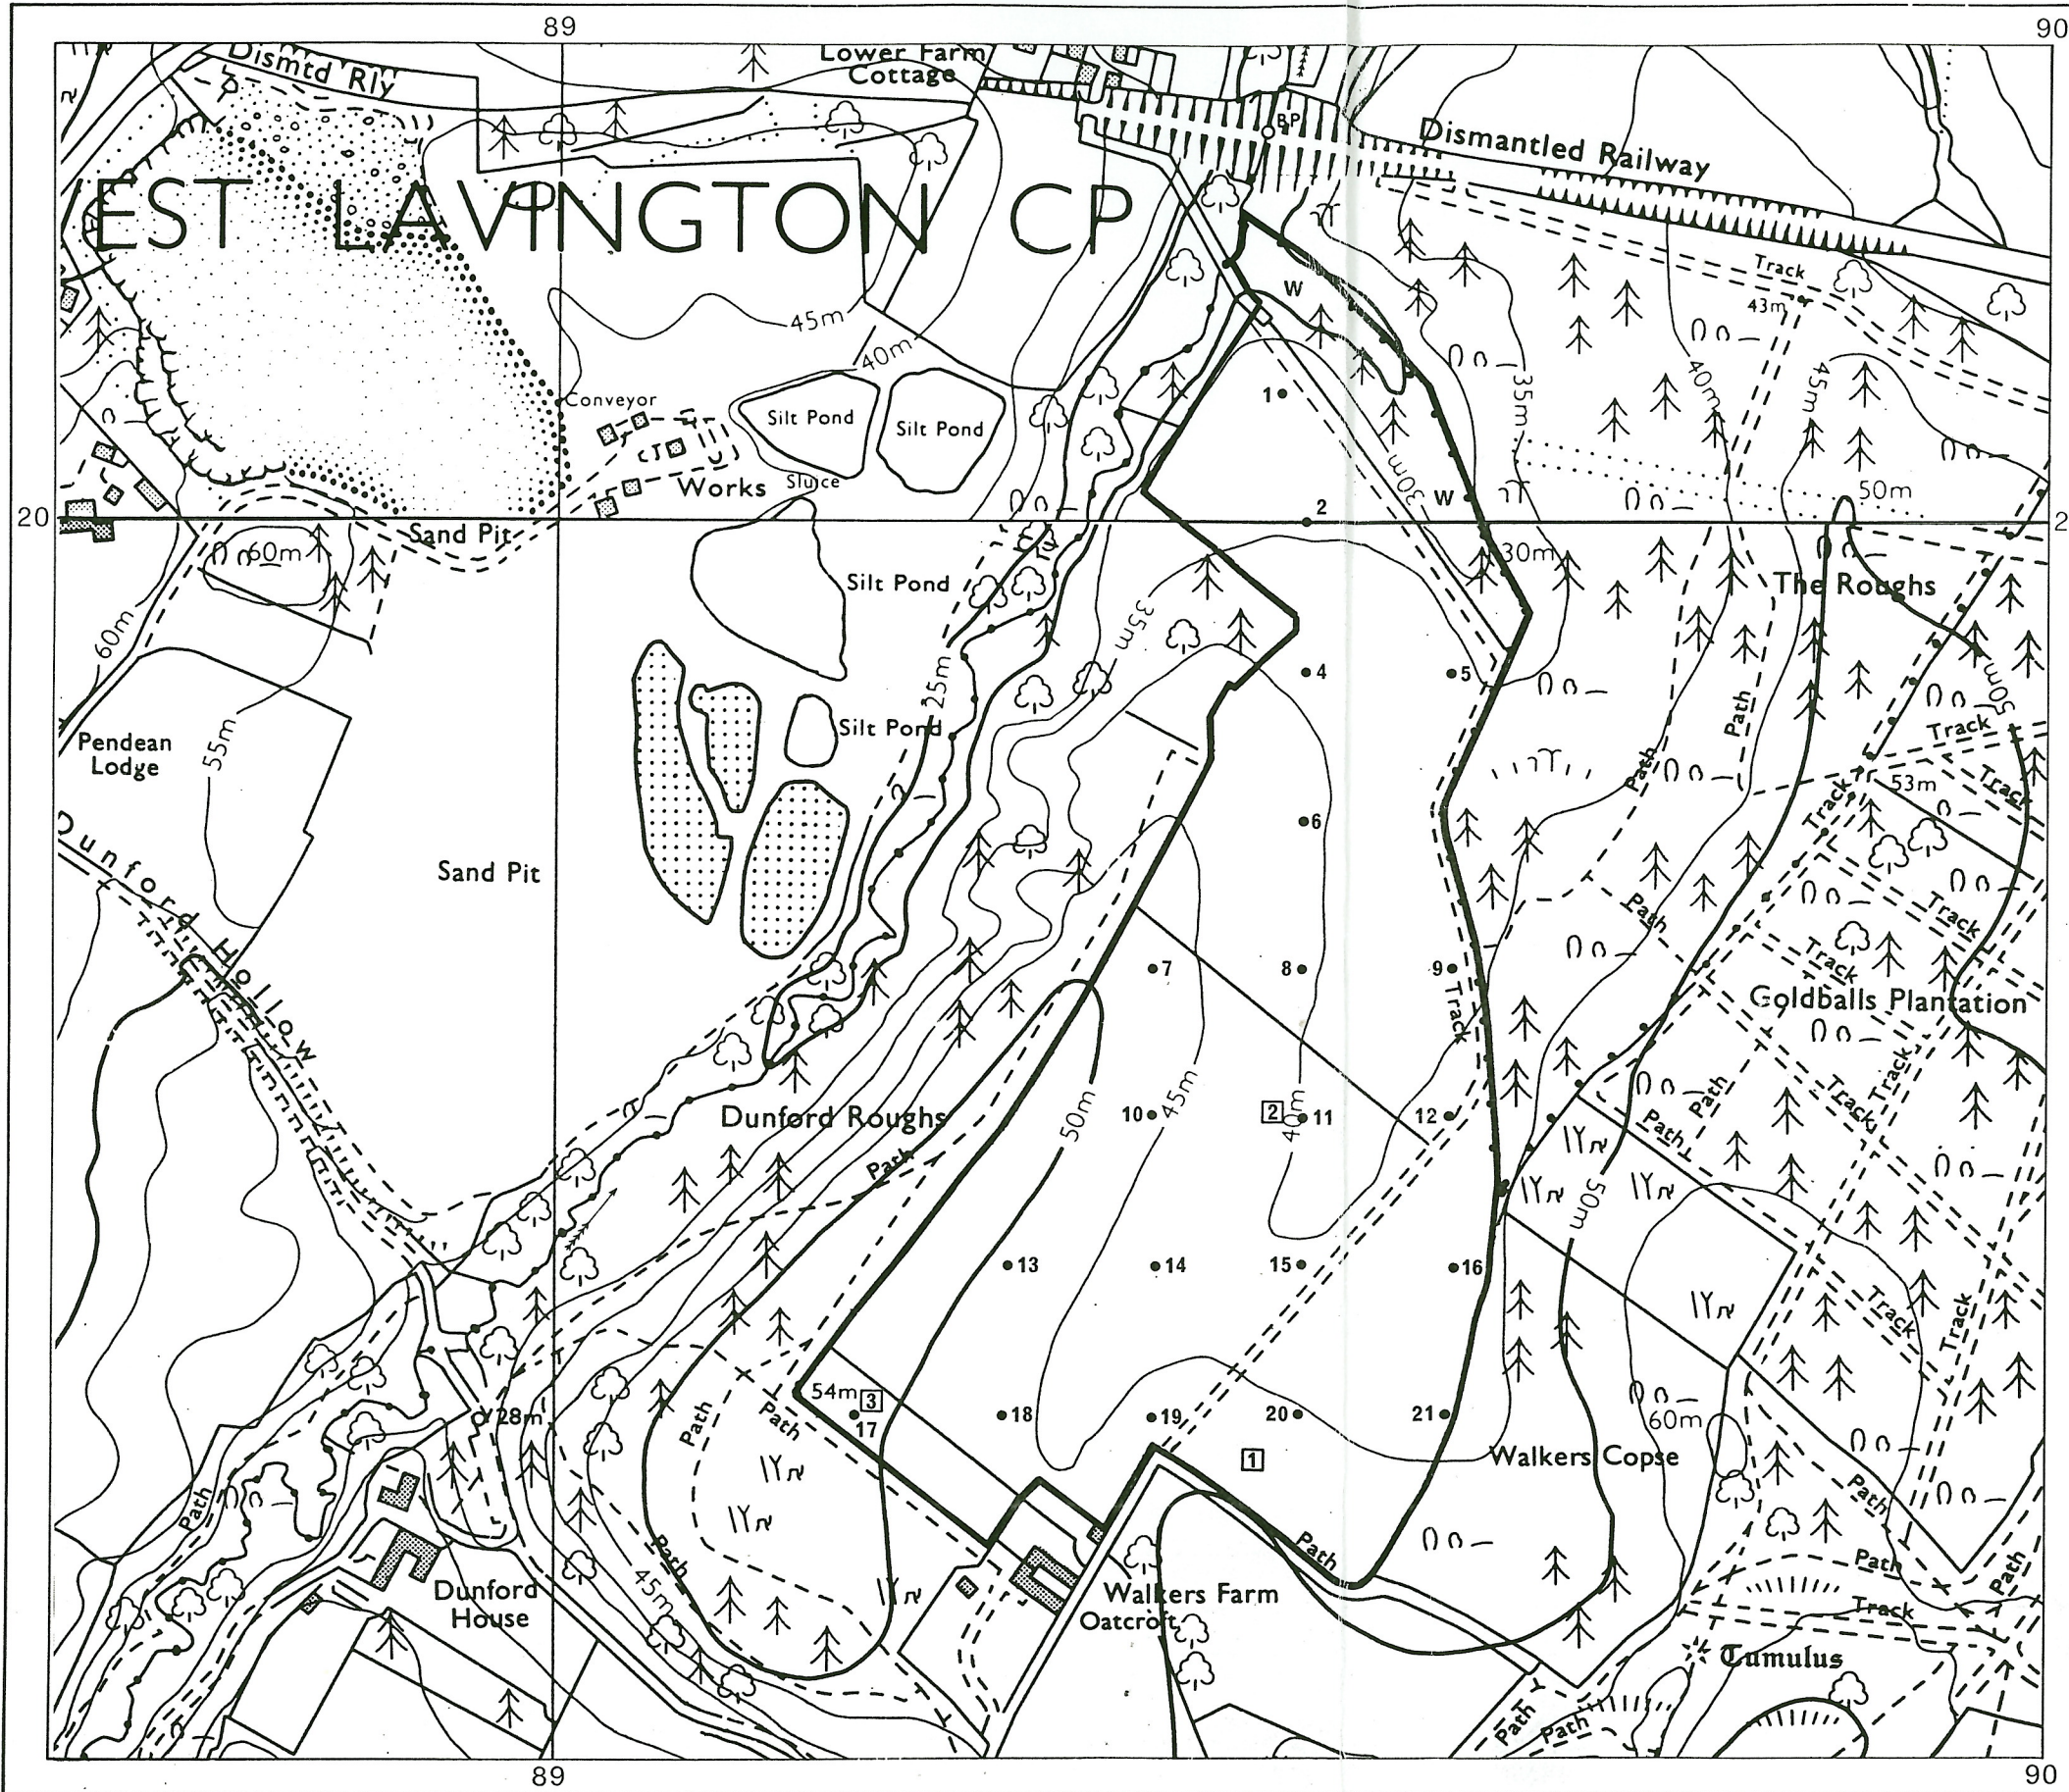 89
90
Dismtd Rly
Lower Farm
Cottage
BP
Dismantled Railway
EST LAVINGTON CP
Track
43m
W
45m
40m
35m
40m
45m
Conveyor
Silt Pond
Silt Pond
1
30m
Works
Sluice
W
50m
20
2
2
Sand Pit
60m
30m
Silt Pond
The Roughs
60m
35m
25m
4
5
50m
Pendean
Lodge
55m
Silt Pond
Path
Track
Path
53m
Track
Track
Dunford Hollow
6
Sand Pit
Path
Track
7
8
9
Track
Track
Goldballs Plantation
Dunford Roughs
50m
10
45m
2
40m
11
12
Path
Path
Track
Track
Path
50m
13
14
15
16
Track
Track
54m
3
17
Path
Path
18
19
20
21
28m
60m
1
Walkers Copse
Path
Path
Path
45m
Path
Path
Path
Dunford
House
Walkers Farm
Oatcroft
Track
Tumulus
Path
Path
89
90